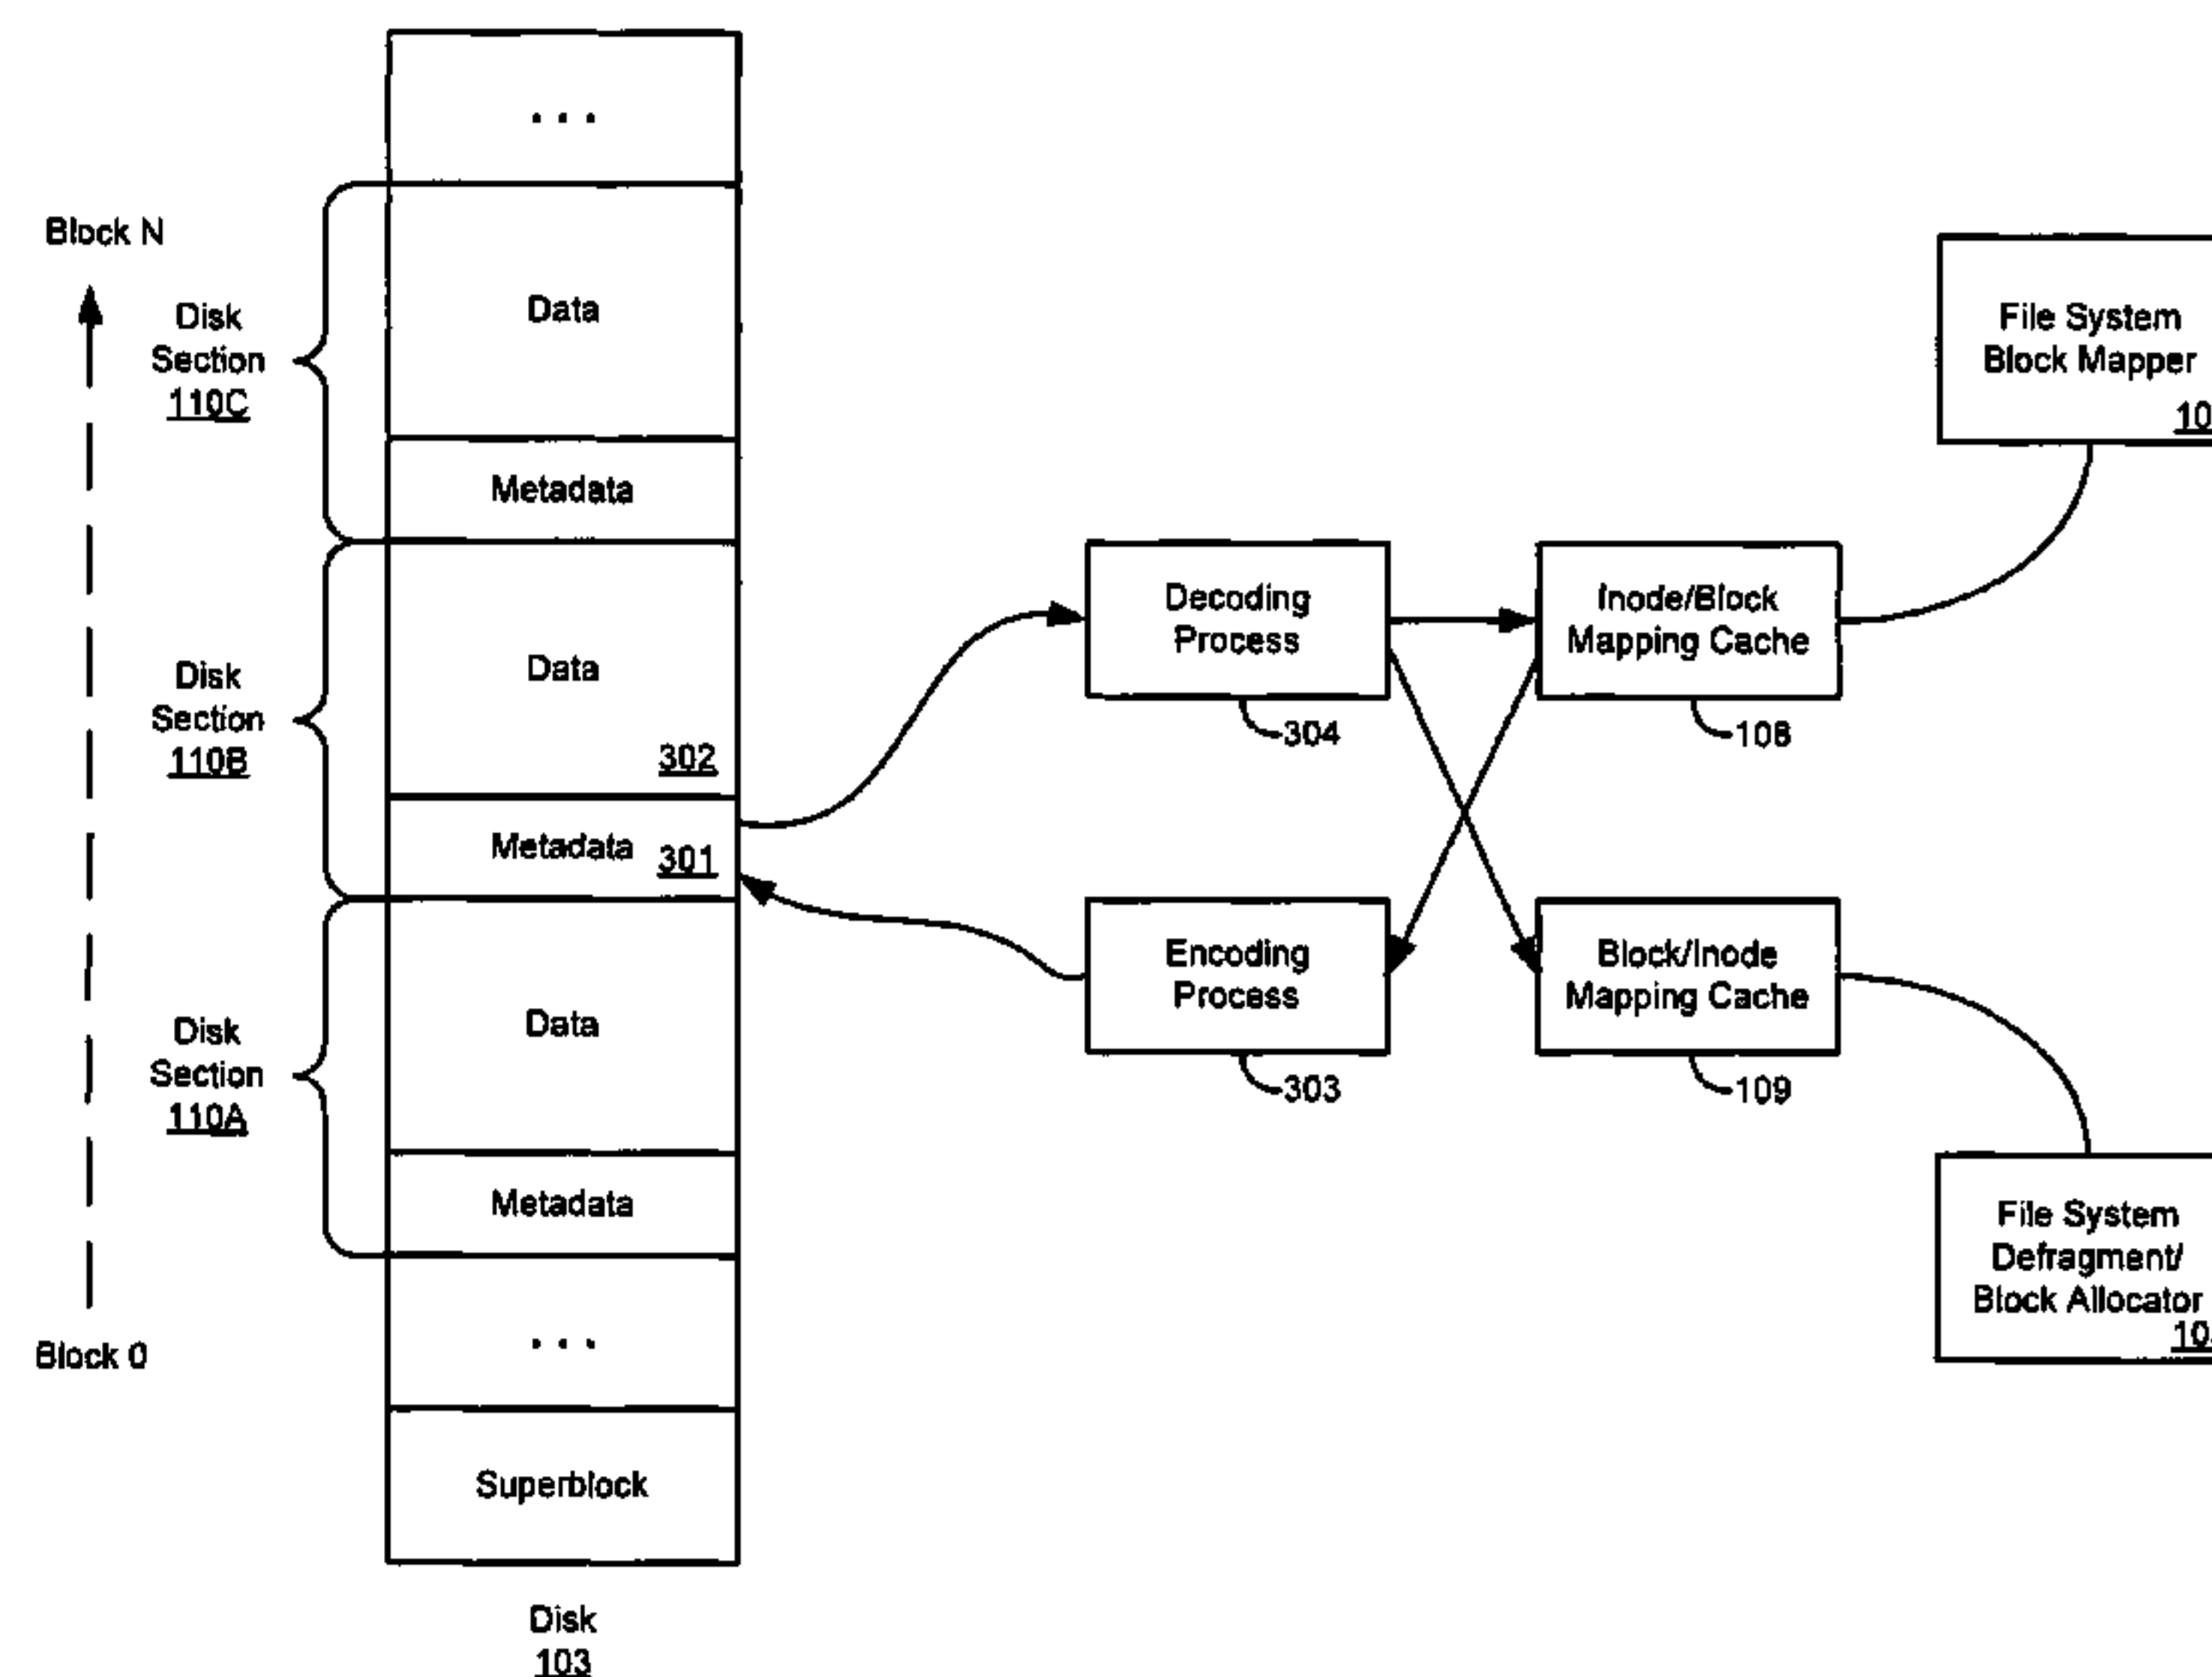 . . .
Block N
Data
Disk
Section
110C
Metadata
File System
Block Mapper
Data
302
Disk
Section
110B
Metadata
301
Decoding
Process
304
Inode/Block
Mapping Cache
108
Encoding
Process
303
Block/Inode
Mapping Cache
109
Data
Disk
Section
110A
Metadata
File System
Defragment/
Block Allocator
. . .
Block 0
Superblock
Disk
103